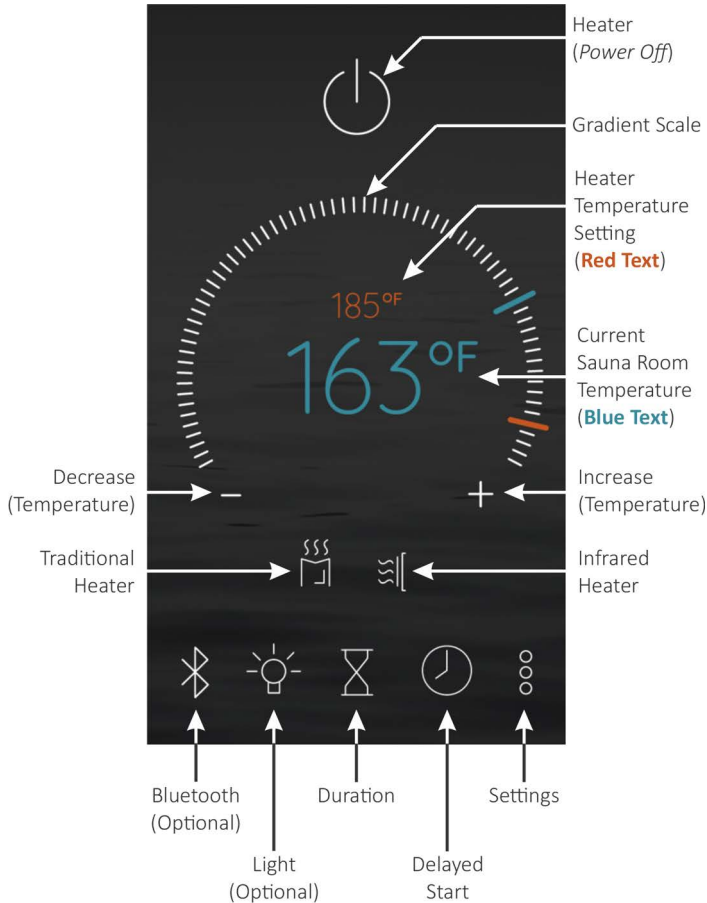 Heater
(Power Off)
Gradient Scale
Heater
Temperature
Setting
(Red Text)
185°F
163°F
Current
Sauna Room
Temperature
(Blue Text)
Decrease
(Temperature)
–
+
Increase
(Temperature)
Traditional
Heater
Infrared
Heater
Bluetooth
(Optional)
Duration
Settings
Light
(Optional)
Delayed
Start